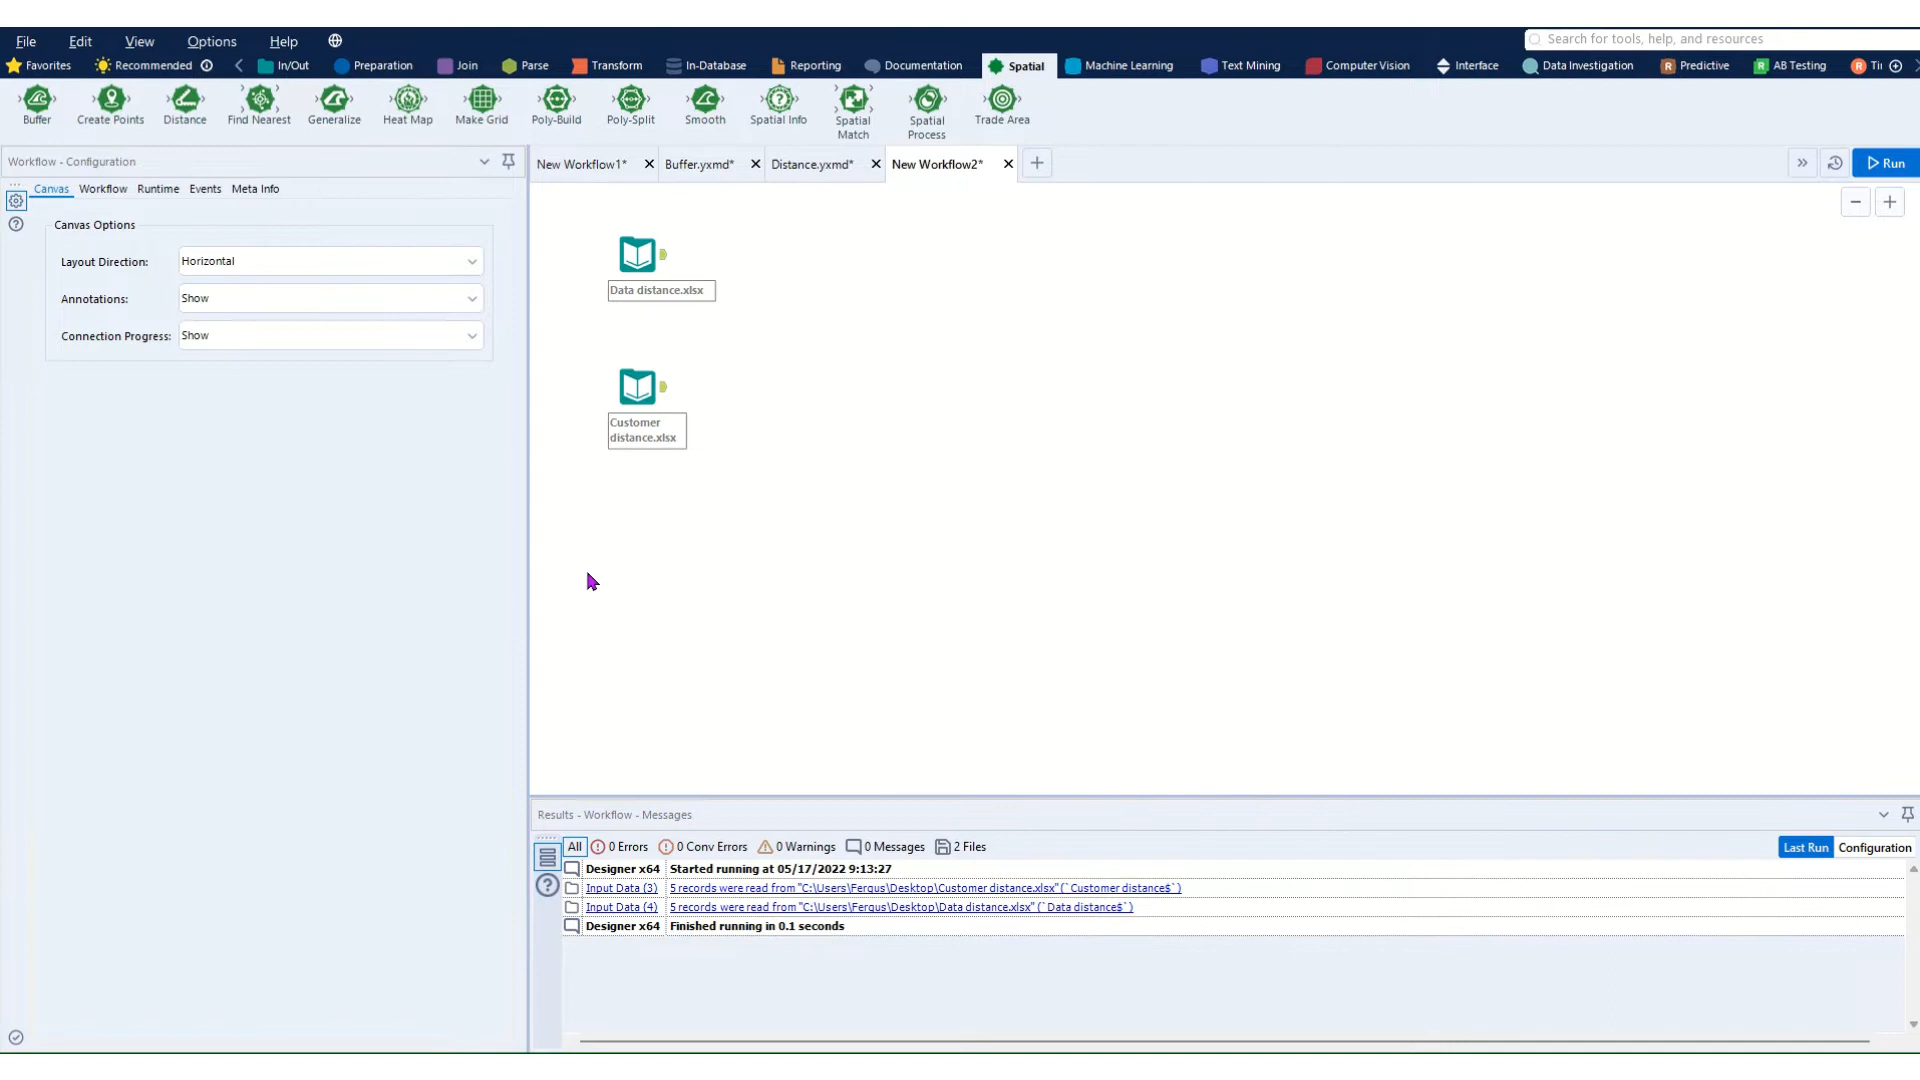 File Edit View Options Help Search for tools, help, and resources
Favorites Recommended In/Out Preparation Join Parse Transform In-Database Reporting Documentation Spatial Machine Learning Text Mining Computer Vision Interface Data Investigation Predictive AB Testing Ti
Buffer Create Points Distance Find Nearest Generalize Heat Map Make Grid Poly-Build Poly-Split Smooth Spatial Info Spatial Match Spatial Process Trade Area
Workflow - Configuration
New Workflow1* Buffer.yxmd* Distance.yxmd* New Workflow2* Run
Canvas Workflow Runtime Events Meta Info
Canvas Options
Layout Direction: Horizontal
Annotations: Show
Connection Progress: Show
Data distance.xlsx
Customer
distance.xlsx
Results - Workflow - Messages
All 0 Errors 0 Conv Errors 0 Warnings 0 Messages 2 Files Last Run Configuration
Designer x64 Started running at 05/17/2022 9:13:27
Input Data (3) 5 records were read from "C:\Users\Fergus\Desktop\Customer distance.xlsx" (`Customer distance$`)
Input Data (4) 5 records were read from "C:\Users\Fergus\Desktop\Data distance.xlsx" (`Data distance$`)
Designer x64 Finished running in 0.1 seconds